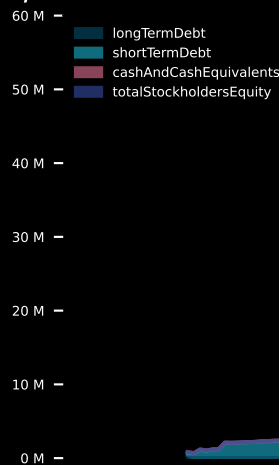 60 M
longTermDebt
shortTermDebt
cashAndCashEquivalents
50 M
totalStockholdersEquity
40 M
30 M
20 M
10 M
0 M